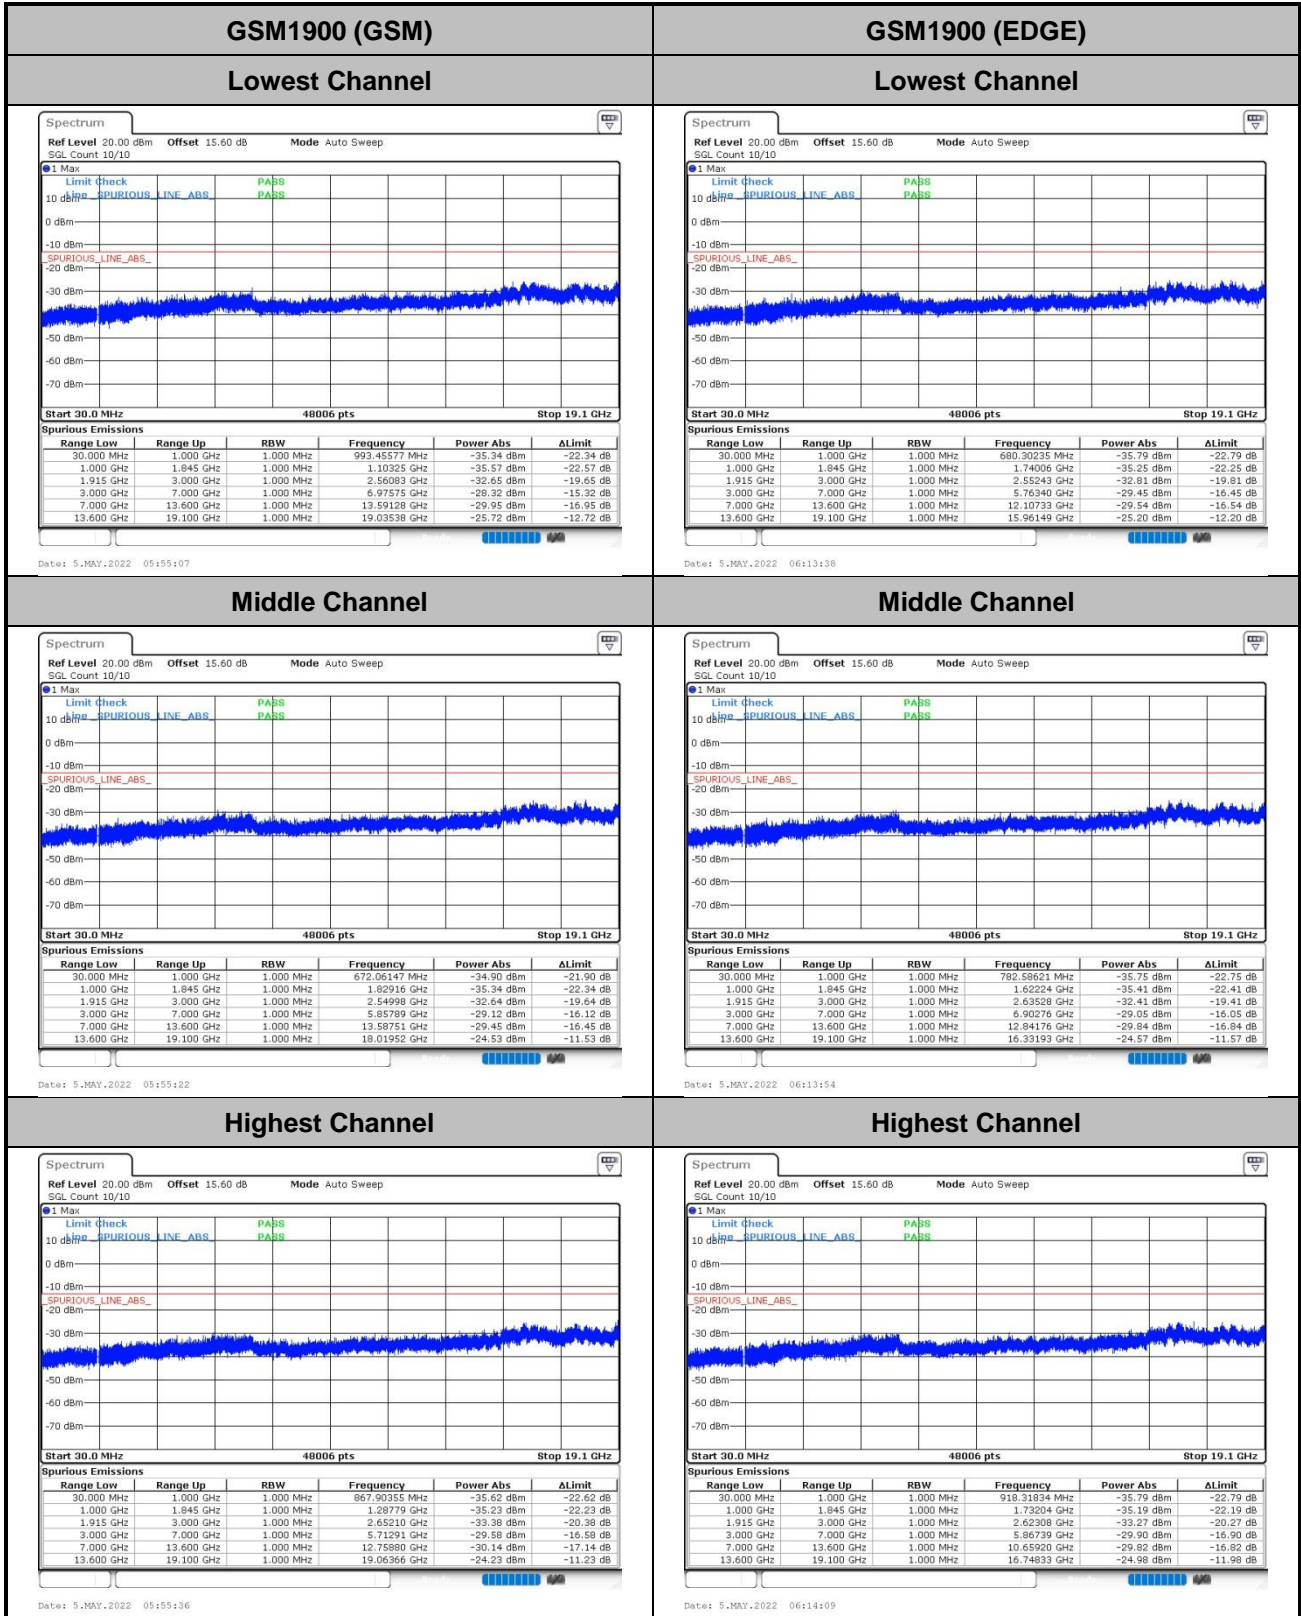 GSM1900 (GSM) GSM1900 (EDGE)
Lowest Channel Lowest Channel
Spectrum
Ref Level 20.00 dBm Offset 15.60 dB Mode Auto Sweep
SGL Count 10/10
1 Max
Limit Check PASS
10 dBm Line _SPURIOUS_LINE_ABS_ PASS
0 dBm
-10 dBm
_SPURIOUS_LINE_ABS_
-20 dBm
-30 dBm
-50 dBm
-60 dBm
-70 dBm
Start 30.0 MHz 48006 pts Stop 19.1 GHz
Spurious Emissions
Range Low Range Up RBW Frequency Power Abs ΔLimit
30.000 MHz 1.000 GHz 1.000 MHz 993.45577 MHz -35.34 dBm -22.34 dB
1.000 GHz 1.845 GHz 1.000 MHz 1.10325 GHz -35.57 dBm -22.57 dB
1.915 GHz 3.000 GHz 1.000 MHz 2.56083 GHz -32.65 dBm -19.65 dB
3.000 GHz 7.000 GHz 1.000 MHz 6.97575 GHz -28.32 dBm -15.32 dB
7.000 GHz 13.600 GHz 1.000 MHz 13.59128 GHz -29.95 dBm -16.95 dB
13.600 GHz 19.100 GHz 1.000 MHz 19.03538 GHz -25.72 dBm -12.72 dB
Date: 5.MAY.2022 05:55:07
Spectrum
Ref Level 20.00 dBm Offset 15.60 dB Mode Auto Sweep
SGL Count 10/10
1 Max
Limit Check PASS
10 dBm Line _SPURIOUS_LINE_ABS_ PASS
0 dBm
-10 dBm
_SPURIOUS_LINE_ABS_
-20 dBm
-30 dBm
-50 dBm
-60 dBm
-70 dBm
Start 30.0 MHz 48006 pts Stop 19.1 GHz
Spurious Emissions
Range Low Range Up RBW Frequency Power Abs ΔLimit
30.000 MHz 1.000 GHz 1.000 MHz 680.30235 MHz -35.79 dBm -22.79 dB
1.000 GHz 1.845 GHz 1.000 MHz 1.74006 GHz -35.25 dBm -22.25 dB
1.915 GHz 3.000 GHz 1.000 MHz 2.55243 GHz -32.81 dBm -19.81 dB
3.000 GHz 7.000 GHz 1.000 MHz 5.76340 GHz -29.45 dBm -16.45 dB
7.000 GHz 13.600 GHz 1.000 MHz 12.10733 GHz -29.54 dBm -16.54 dB
13.600 GHz 19.100 GHz 1.000 MHz 15.96149 GHz -25.20 dBm -12.20 dB
Date: 5.MAY.2022 06:13:38
Middle Channel Middle Channel
Spectrum
Ref Level 20.00 dBm Offset 15.60 dB Mode Auto Sweep
SGL Count 10/10
1 Max
Limit Check PASS
10 dBm Line _SPURIOUS_LINE_ABS_ PASS
0 dBm
-10 dBm
_SPURIOUS_LINE_ABS_
-20 dBm
-30 dBm
-50 dBm
-60 dBm
-70 dBm
Start 30.0 MHz 48006 pts Stop 19.1 GHz
Spurious Emissions
Range Low Range Up RBW Frequency Power Abs ΔLimit
30.000 MHz 1.000 GHz 1.000 MHz 672.06147 MHz -34.90 dBm -21.90 dB
1.000 GHz 1.845 GHz 1.000 MHz 1.82916 GHz -35.34 dBm -22.34 dB
1.915 GHz 3.000 GHz 1.000 MHz 2.54998 GHz -32.64 dBm -19.64 dB
3.000 GHz 7.000 GHz 1.000 MHz 5.85789 GHz -29.12 dBm -16.12 dB
7.000 GHz 13.600 GHz 1.000 MHz 13.58751 GHz -29.45 dBm -16.45 dB
13.600 GHz 19.100 GHz 1.000 MHz 18.01952 GHz -24.53 dBm -11.53 dB
Date: 5.MAY.2022 05:55:22
Spectrum
Ref Level 20.00 dBm Offset 15.60 dB Mode Auto Sweep
SGL Count 10/10
1 Max
Limit Check PASS
10 dBm Line _SPURIOUS_LINE_ABS_ PASS
0 dBm
-10 dBm
_SPURIOUS_LINE_ABS_
-20 dBm
-30 dBm
-50 dBm
-60 dBm
-70 dBm
Start 30.0 MHz 48006 pts Stop 19.1 GHz
Spurious Emissions
Range Low Range Up RBW Frequency Power Abs ΔLimit
30.000 MHz 1.000 GHz 1.000 MHz 782.58621 MHz -35.75 dBm -22.75 dB
1.000 GHz 1.845 GHz 1.000 MHz 1.62224 GHz -35.41 dBm -22.41 dB
1.915 GHz 3.000 GHz 1.000 MHz 2.63528 GHz -32.41 dBm -19.41 dB
3.000 GHz 7.000 GHz 1.000 MHz 6.90276 GHz -29.05 dBm -16.05 dB
7.000 GHz 13.600 GHz 1.000 MHz 12.84176 GHz -29.84 dBm -16.84 dB
13.600 GHz 19.100 GHz 1.000 MHz 16.33193 GHz -24.57 dBm -11.57 dB
Date: 5.MAY.2022 06:13:54
Highest Channel Highest Channel
Spectrum
Ref Level 20.00 dBm Offset 15.60 dB Mode Auto Sweep
SGL Count 10/10
1 Max
Limit Check PASS
10 dBm Line _SPURIOUS_LINE_ABS_ PASS
0 dBm
-10 dBm
_SPURIOUS_LINE_ABS_
-20 dBm
-30 dBm
-50 dBm
-60 dBm
-70 dBm
Start 30.0 MHz 48006 pts Stop 19.1 GHz
Spurious Emissions
Range Low Range Up RBW Frequency Power Abs ΔLimit
30.000 MHz 1.000 GHz 1.000 MHz 867.90355 MHz -35.62 dBm -22.62 dB
1.000 GHz 1.845 GHz 1.000 MHz 1.28779 GHz -35.23 dBm -22.23 dB
1.915 GHz 3.000 GHz 1.000 MHz 2.65210 GHz -33.38 dBm -20.38 dB
3.000 GHz 7.000 GHz 1.000 MHz 5.71291 GHz -29.58 dBm -16.58 dB
7.000 GHz 13.600 GHz 1.000 MHz 12.75880 GHz -30.14 dBm -17.14 dB
13.600 GHz 19.100 GHz 1.000 MHz 19.06366 GHz -24.23 dBm -11.23 dB
Date: 5.MAY.2022 05:55:36
Spectrum
Ref Level 20.00 dBm Offset 15.60 dB Mode Auto Sweep
SGL Count 10/10
1 Max
Limit Check PASS
10 dBm Line _SPURIOUS_LINE_ABS_ PASS
0 dBm
-10 dBm
_SPURIOUS_LINE_ABS_
-20 dBm
-30 dBm
-50 dBm
-60 dBm
-70 dBm
Start 30.0 MHz 48006 pts Stop 19.1 GHz
Spurious Emissions
Range Low Range Up RBW Frequency Power Abs ΔLimit
30.000 MHz 1.000 GHz 1.000 MHz 918.31834 MHz -35.79 dBm -22.79 dB
1.000 GHz 1.845 GHz 1.000 MHz 1.73204 GHz -35.19 dBm -22.19 dB
1.915 GHz 3.000 GHz 1.000 MHz 2.62308 GHz -33.27 dBm -20.27 dB
3.000 GHz 7.000 GHz 1.000 MHz 5.86739 GHz -29.90 dBm -16.90 dB
7.000 GHz 13.600 GHz 1.000 MHz 10.65920 GHz -29.82 dBm -16.82 dB
13.600 GHz 19.100 GHz 1.000 MHz 16.74833 GHz -24.98 dBm -11.98 dB
Date: 5.MAY.2022 06:14:09